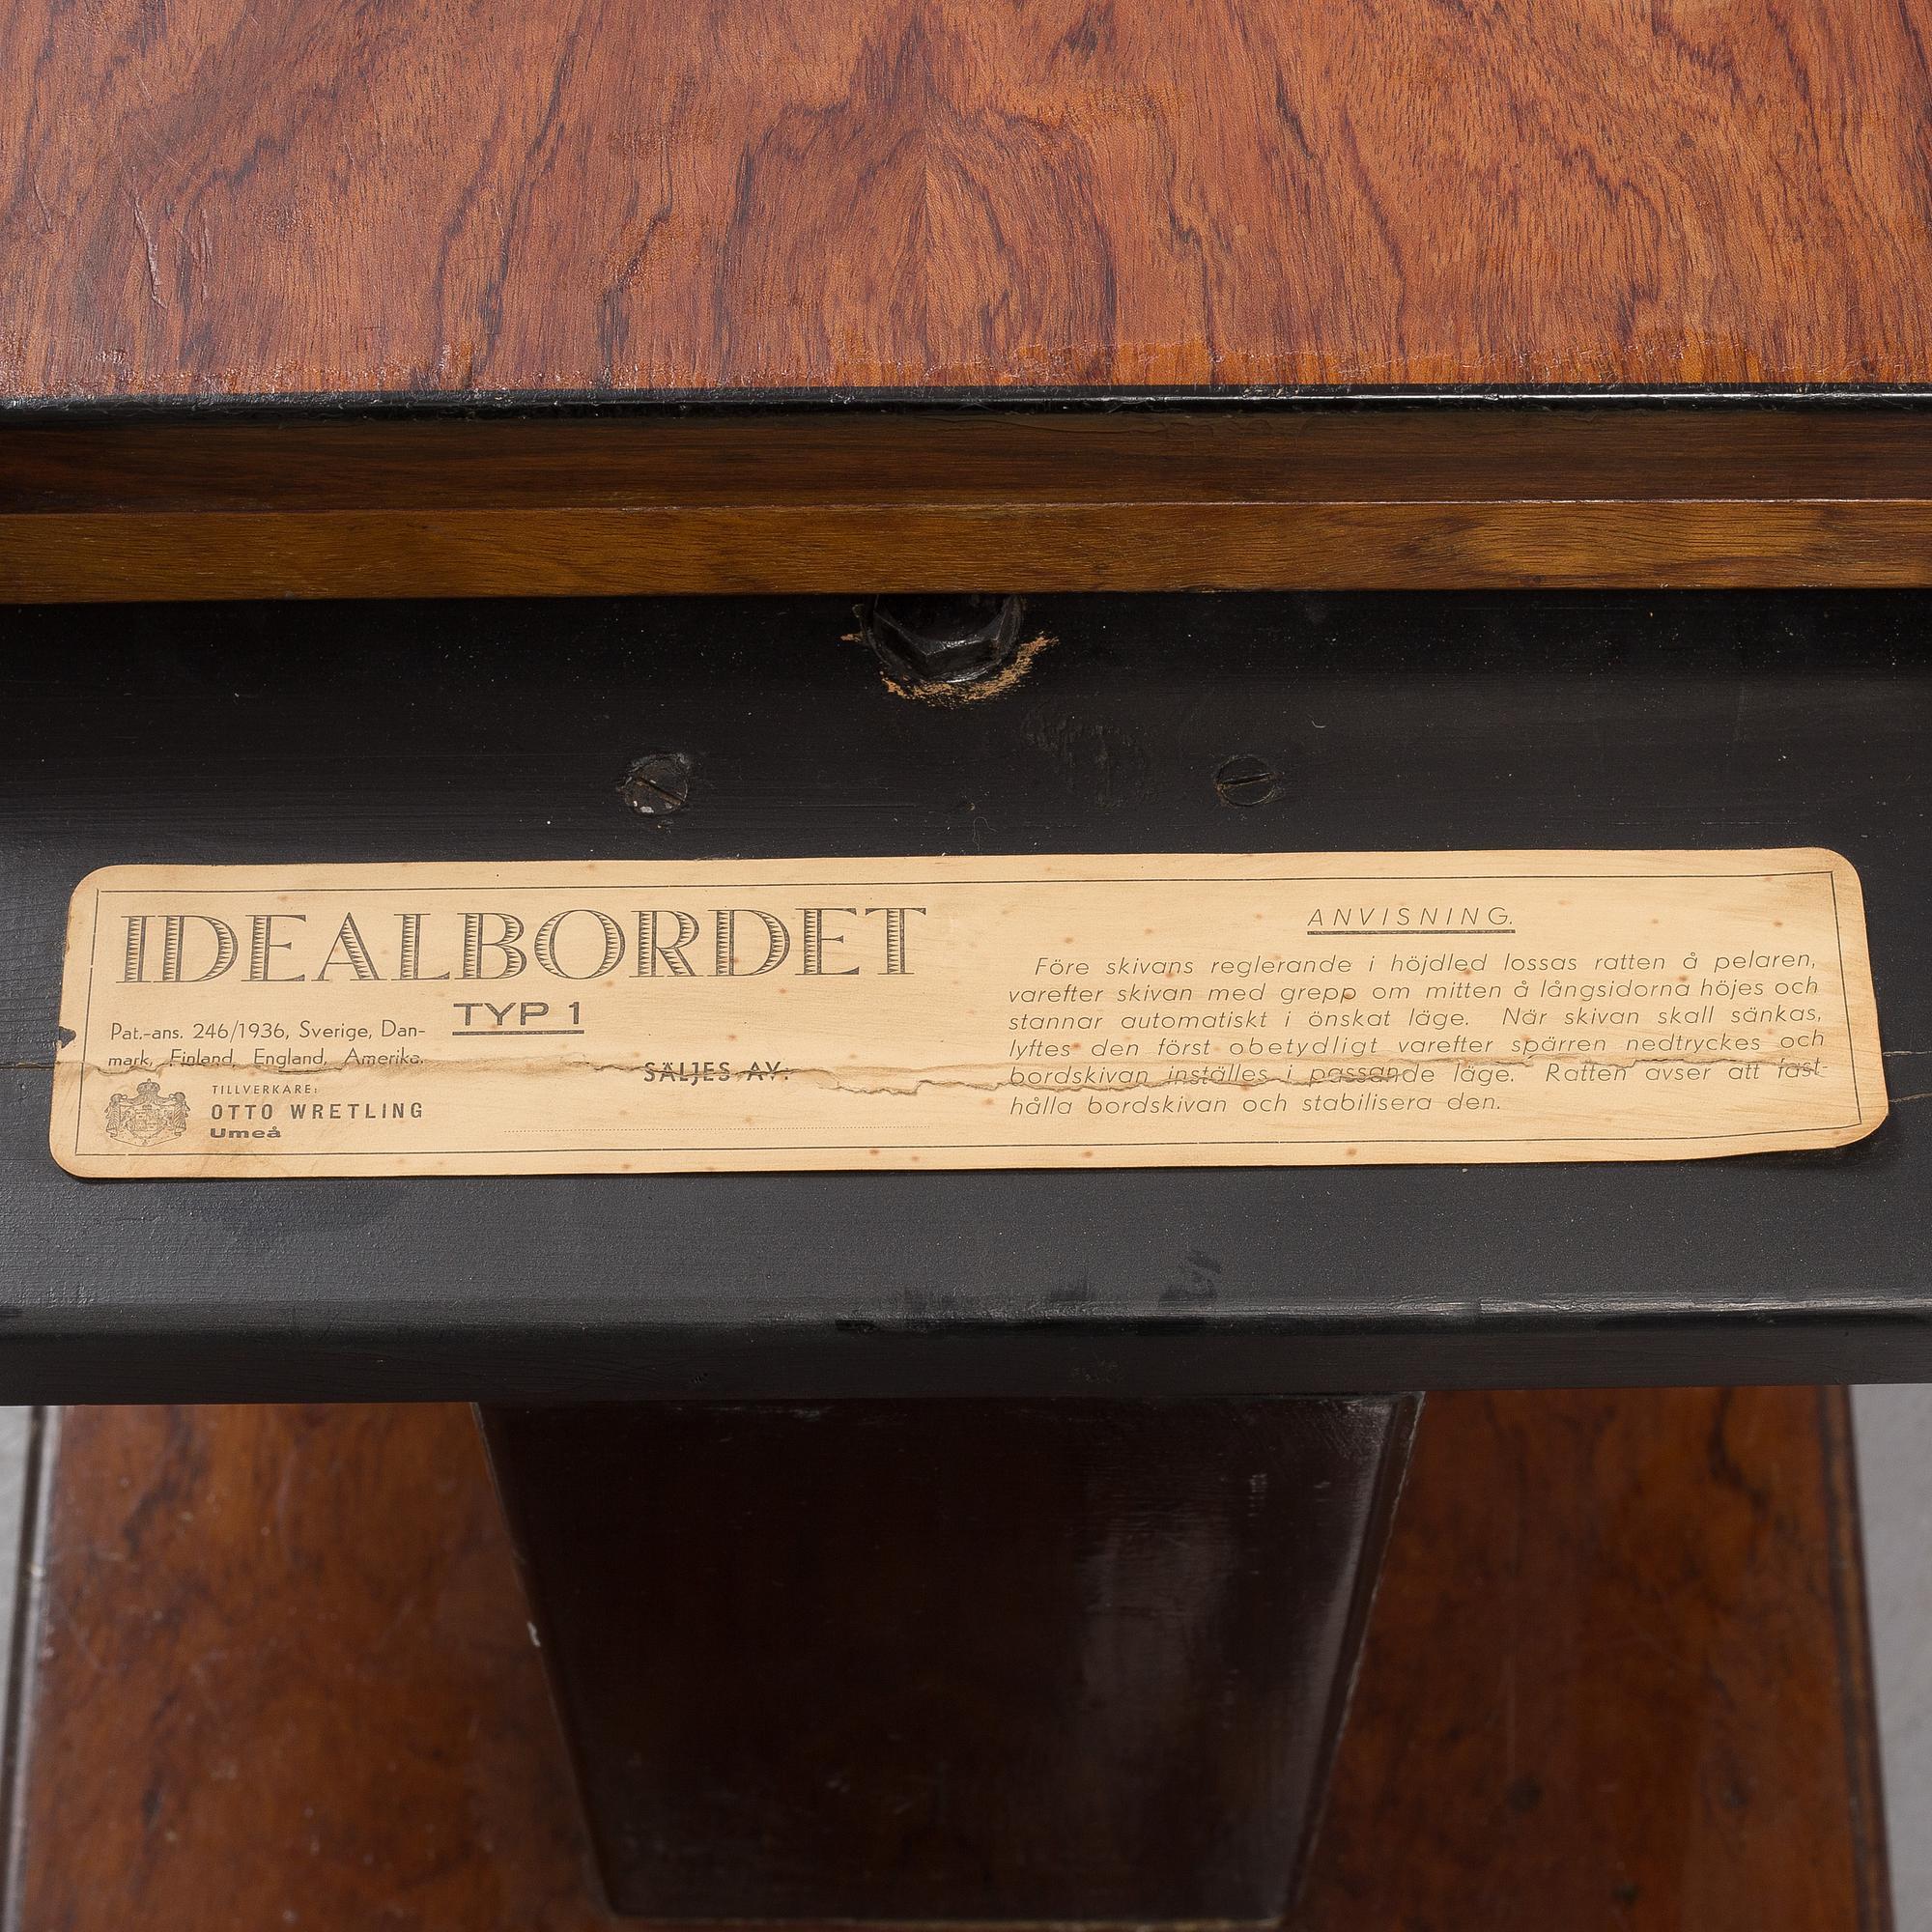 IDEALBORDET
TYP 1
Pat.-ans. 246/1936, Sverige, Dan-
mark, Finland, England, Amerika.
TILLVERKARE:
OTTO WRETLING
Umeå
SÄLJES AV:
ANVISNING.
Före skivans reglerande i höjdled lossas ratten å pelaren,
varefter skivan med grepp om mitten å långsidorna höjes och
stannar automatiskt i önskat läge. När skivan skall sänkas,
lyftes den först obetydligt varefter spärren nedtryckes och
bordskivan inställes i passande läge. Ratten avser att fast-
hålla bordskivan och stabilisera den.